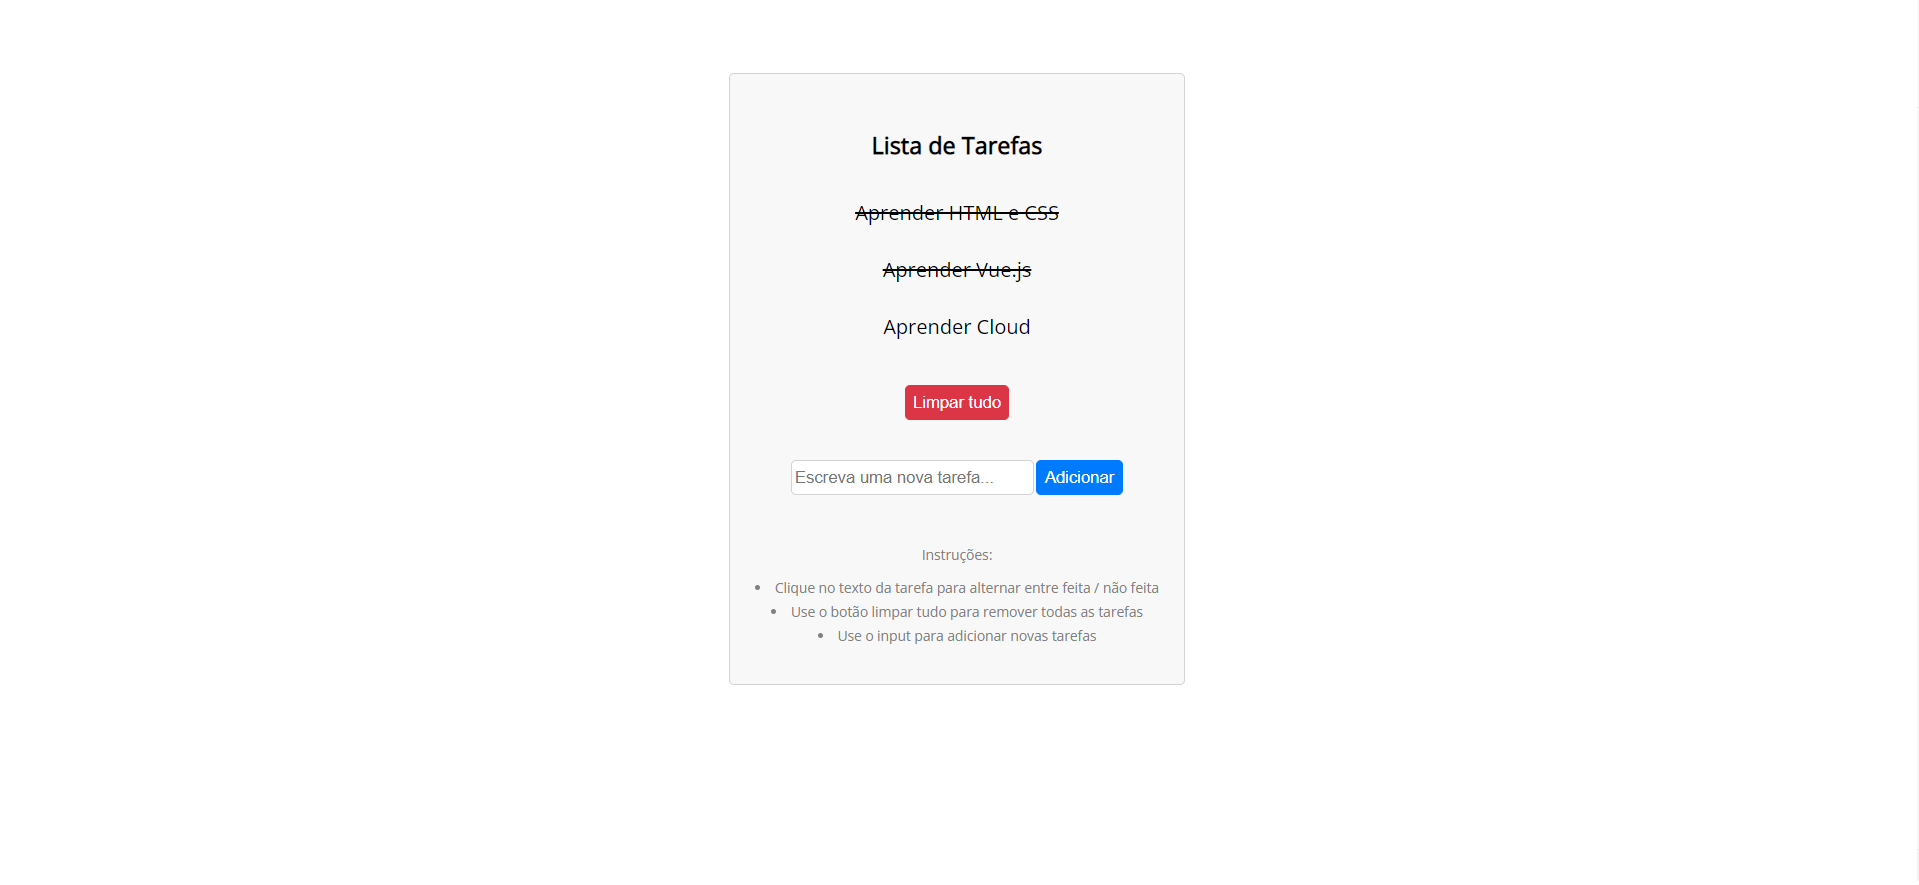 Lista de Tarefas
Aprender HTML e CSS
Aprender Vue.js
Aprender Cloud
Limpar tudo
Escreva uma nova tarefa... Adicionar
Instruções:
• Clique no texto da tarefa para alternar entre feita / não feita
• Use o botão limpar tudo para remover todas as tarefas
• Use o input para adicionar novas tarefas